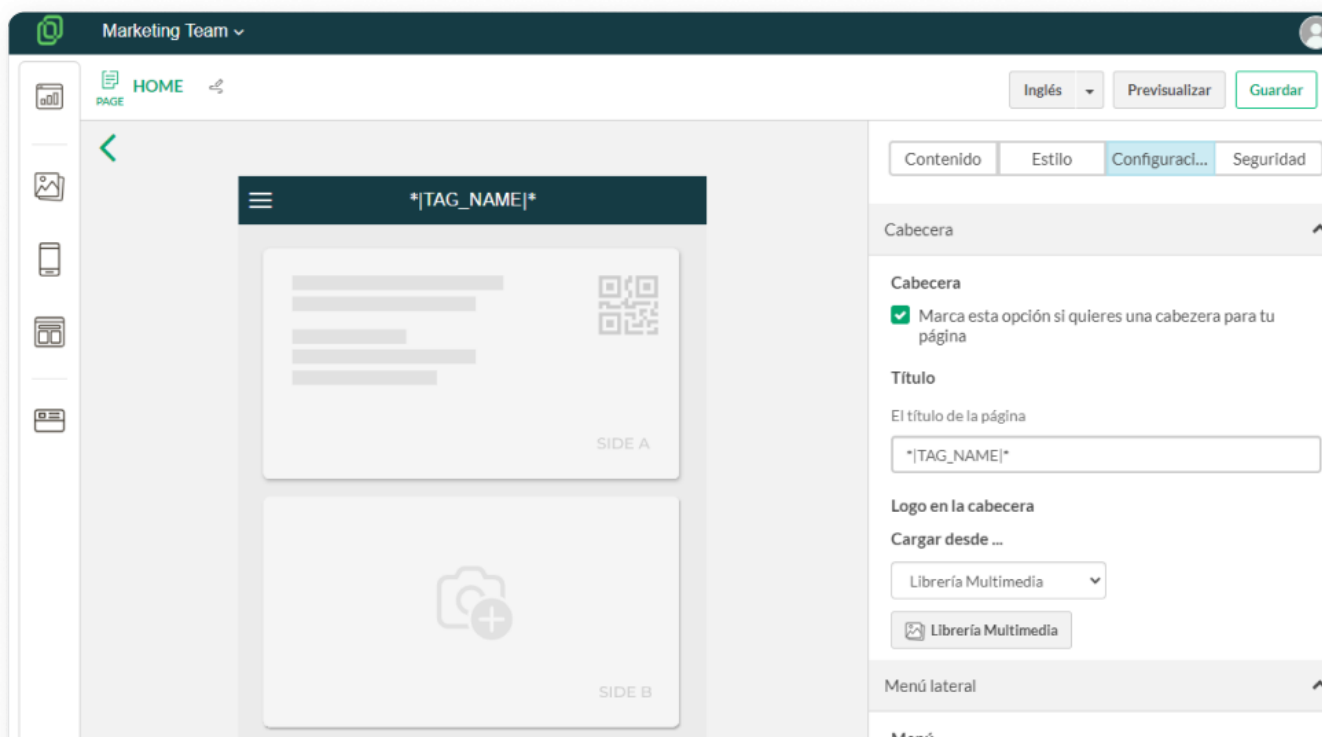 Marketing Team
PAGE
HOME
Inglés
Previsualizar
Guardar
Contenido
Estilo
Configuraci...
Seguridad
*|TAG_NAME|*
SIDE A
SIDE B
Cabecera
Cabecera
Marca esta opción si quieres una cabezera para tu
página
Título
El título de la página
*|TAG_NAME|*
Logo en la cabecera
Cargar desde ...
Librería Multimedia
Librería Multimedia
Menú lateral